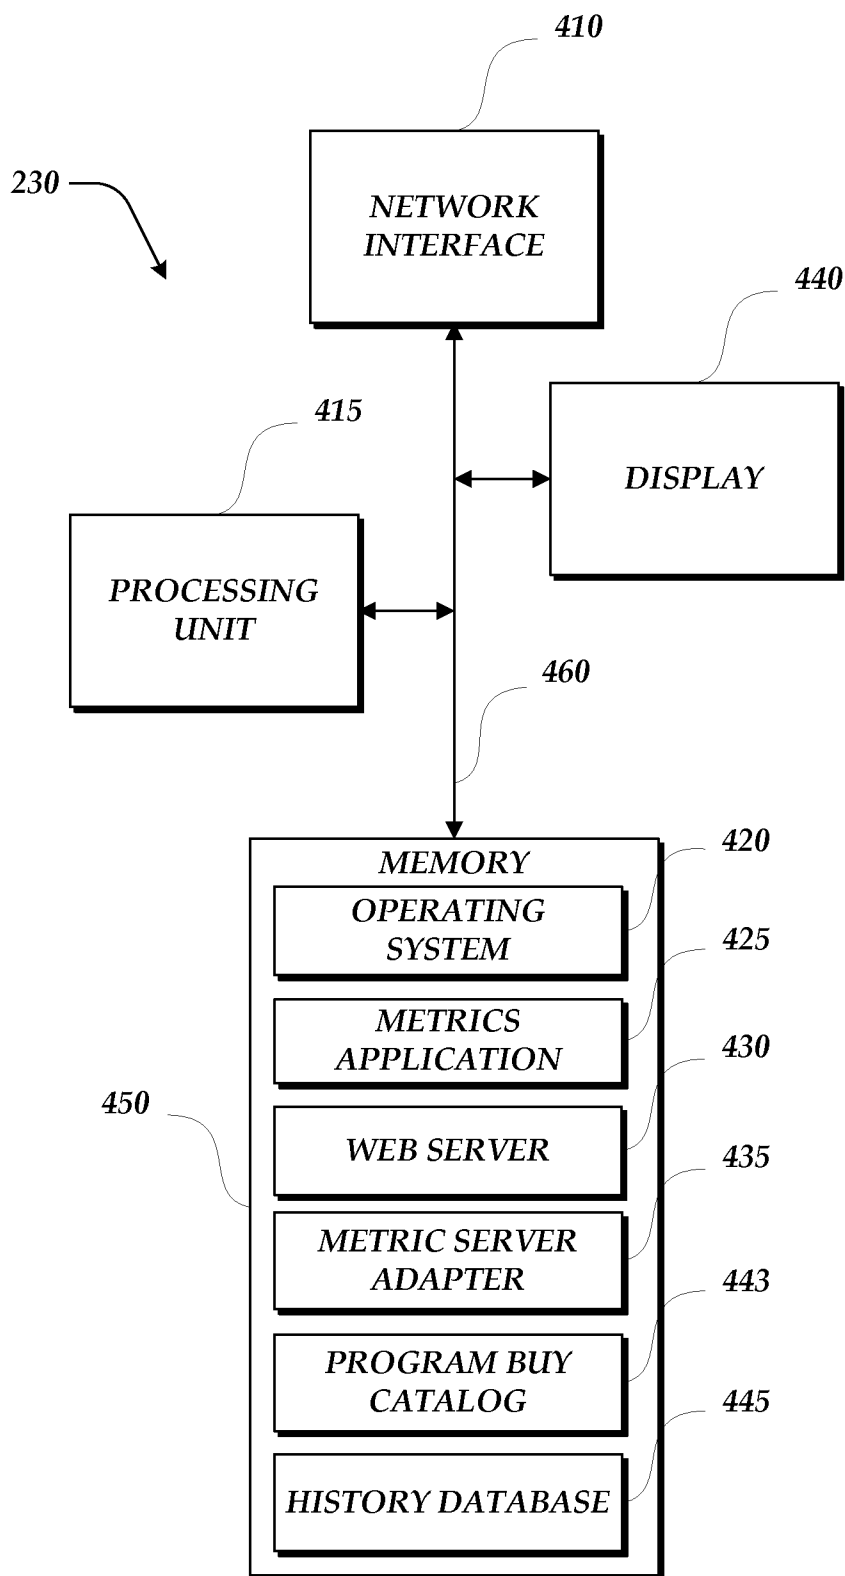 410
NETWORK
INTERFACE
230
440
DISPLAY
415
PROCESSING
UNIT
460
MEMORY
420
OPERATING
SYSTEM
425
METRICS
APPLICATION
430
WEB SERVER
450
435
METRIC SERVER
ADAPTER
443
PROGRAM BUY
CATALOG
445
HISTORY DATABASE